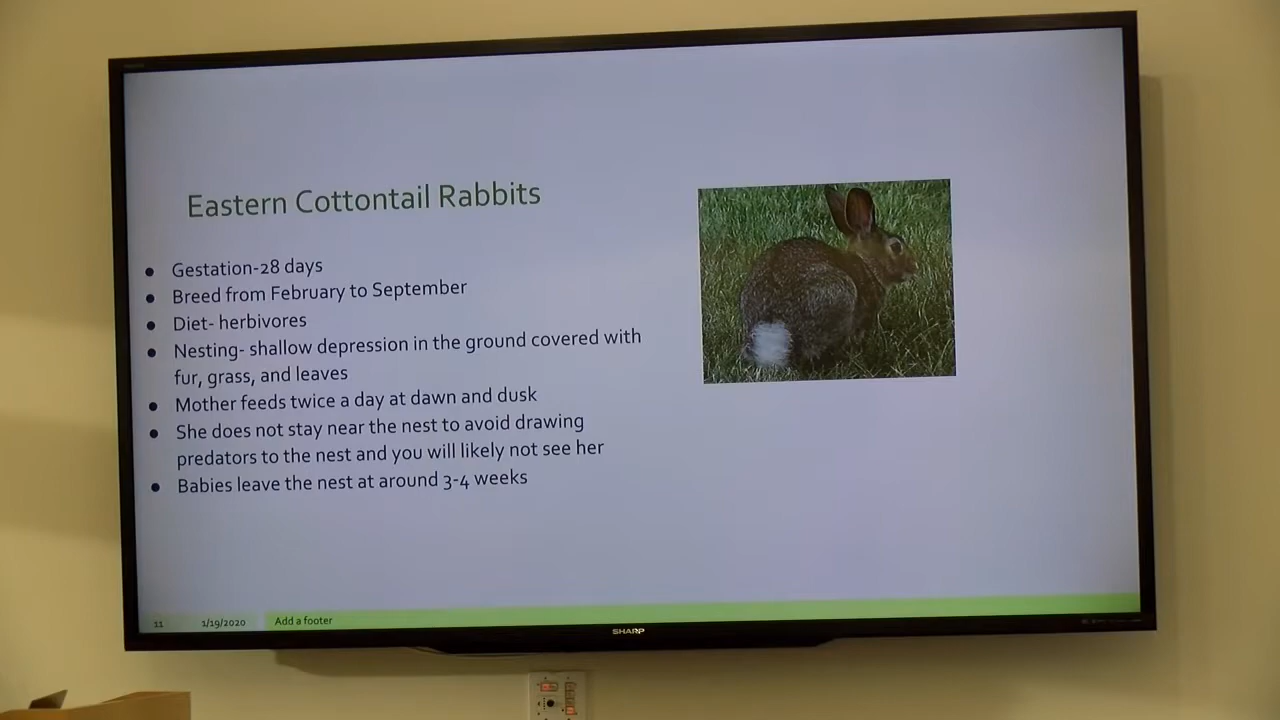 Eastern Cottontail Rabbits
● Gestation-28 days
● Breed from February to September
● Diet- herbivores
● Nesting- shallow depression in the ground covered with
fur, grass, and leaves
● Mother feeds twice a day at dawn and dusk
● She does not stay near the nest to avoid drawing
predators to the nest and you will likely not see her
● Babies leave the nest at around 3-4 weeks
11 1/19/2020 Add a footer
SHARP